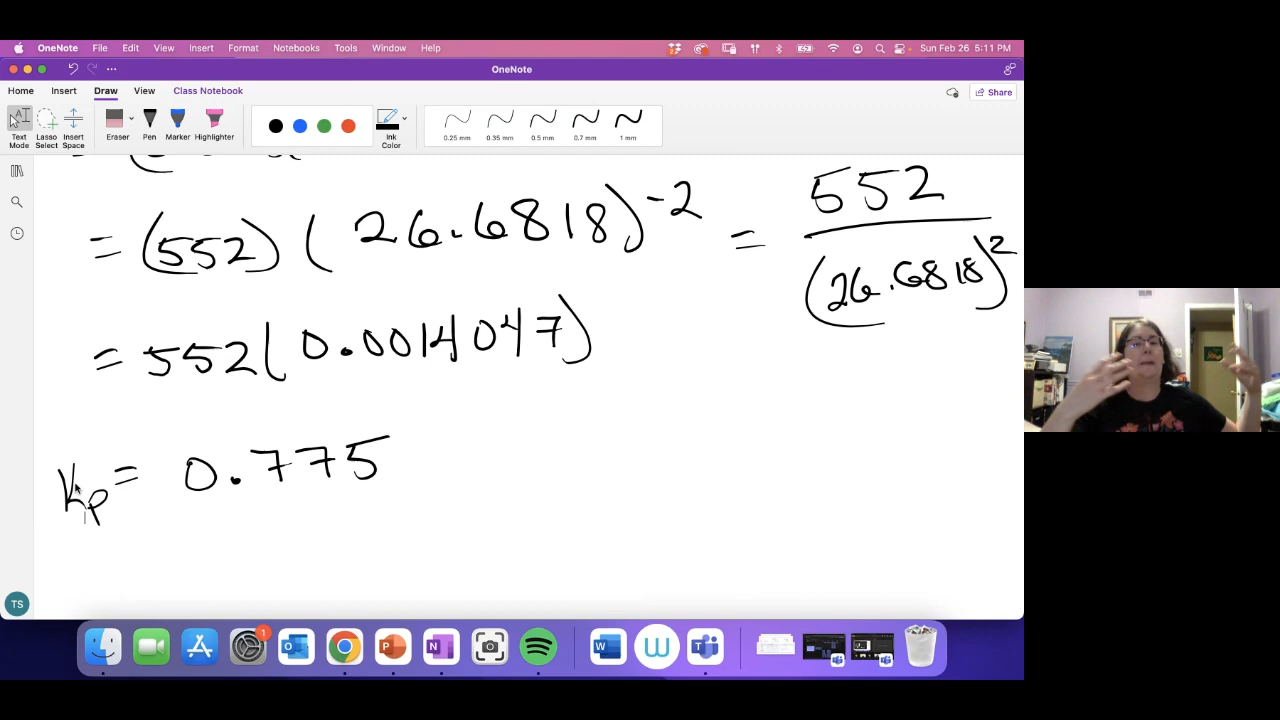 OneNote File Edit View Insert Format Notebooks Tools Window Help Sun Feb 26 5:11 PM
OneNote
Home Insert Draw View Class Notebook Share
Text Mode Lasso Select Insert Space Eraser Pen Marker Highlighter Ink Color 0.25 mm 0.35 mm 0.5 mm 0.7 mm 1 mm
= (552) (26.6818)^-2 = 552 / (26.6818)^2
= 552(0.0014047)
Kp = 0.775
TS
1